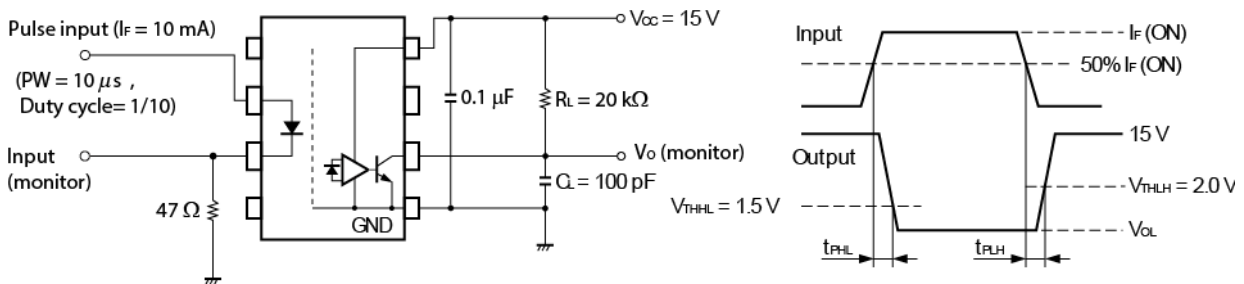 Pulse input (IF = 10 mA)
(PW = 10 μs ,
Duty cycle= 1/10)
Input
(monitor)
47 Ω
GND
VCC = 15 V
0.1 μF
RL = 20 kΩ
VO (monitor)
CL = 100 pF
Input
IF (ON)
50% IF (ON)
15 V
Output
VTHLH = 2.0 V
VTHHL = 1.5 V
VOL
tPHL
tPLH